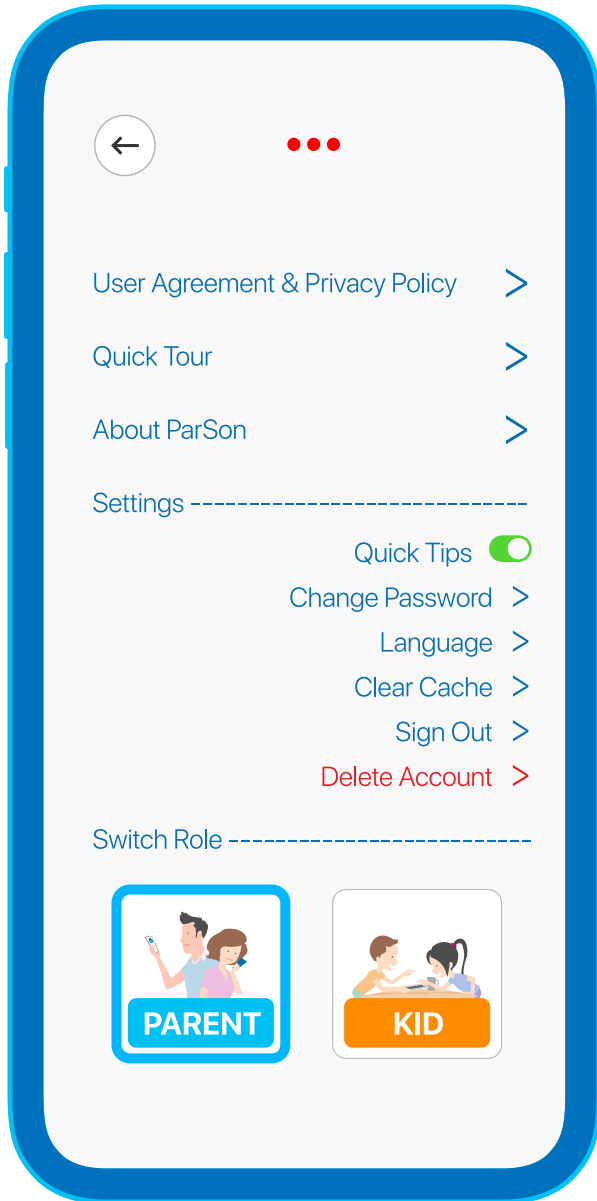 User Agreement & Privacy Policy >
Quick Tour >
About ParSon >
Settings
Quick Tips
Change Password >
Language >
Clear Cache >
Sign Out >
Delete Account >
Switch Role
PARENT
KID